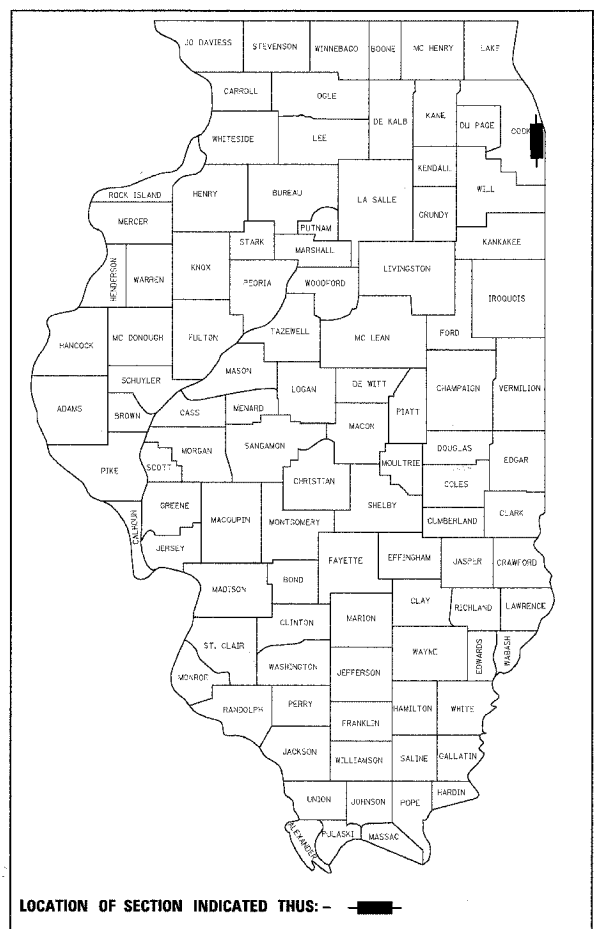 JO DAVIESS
STEVENSON
WINNEBAGO
BOONE
MC HENRY
LAKE
CARROLL
OGLE
DE KALB
KANE
DU PAGE
COOK
WHITESIDE
LEE
KENDALL
WILL
ROCK ISLAND
HENRY
BUREAU
LA SALLE
GRUNDY
MERCER
PUTNAM
STARK
MARSHALL
KANKAKEE
HENDERSON
WARREN
KNOX
PEORIA
WOODFORD
LIVINGSTON
IROQUOIS
HANCOCK
MC DONOUGH
FULTON
TAZEWELL
MC LEAN
FORD
MASON
SCHUYLER
LOGAN
DE WITT
CHAMPAIGN
VERMILION
ADAMS
BROWN
CASS
MENARD
MACON
PIATT
PIKE
SCOTT
MORGAN
SANGAMON
CHRISTIAN
MOULTRIE
DOUGLAS
EDGAR
COLES
CALHOUN
GREENE
MACOUPIN
MONTGOMERY
SHELBY
CUMBERLAND
CLARK
JERSEY
FAYETTE
EFFINGHAM
JASPER
CRAWFORD
MADISON
BOND
CLAY
RICHLAND
LAWRENCE
CLINTON
MARION
ST. CLAIR
WASHINGTON
WAYNE
EDWARDS
WABASH
MONROE
JEFFERSON
RANDOLPH
PERRY
HAMILTON
WHITE
FRANKLEN
JACKSON
WILLIAMSON
SALINE
GALLATIN
UNION
JOHNSON
POPE
HARDIN
ALEXANDER
PULASKI
MASSAC
LOCATION OF SECTION INDICATED THUS: -